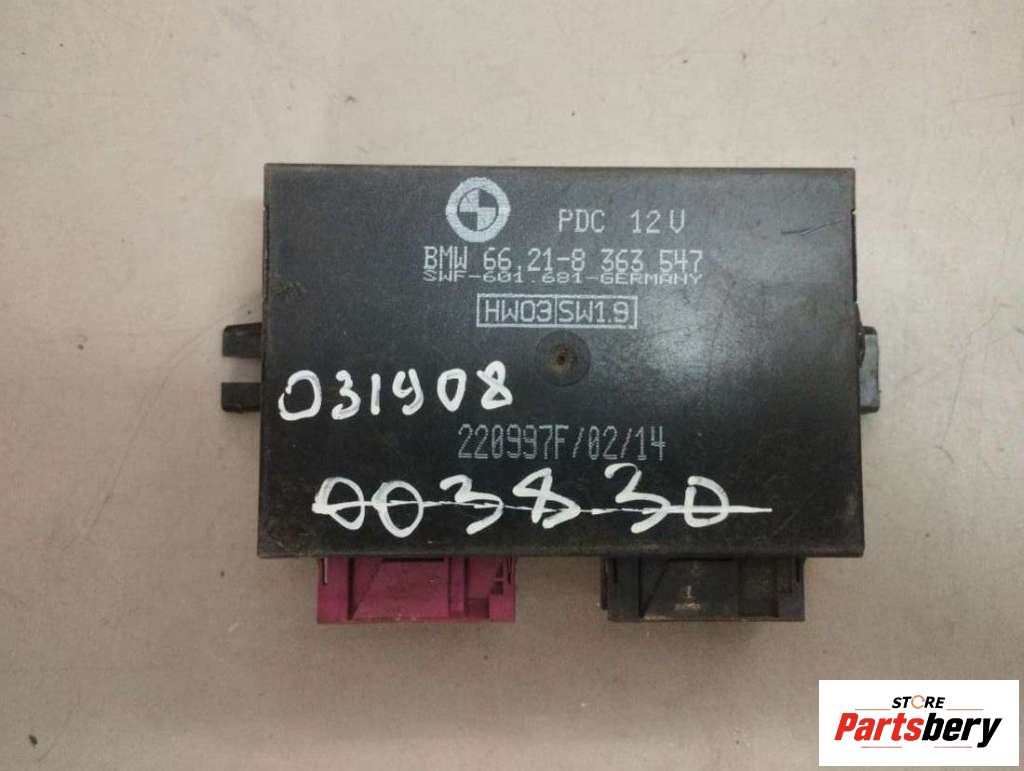 PDC 12V
BMW 66.21-8 363 547
SWF-601.681-GERMANY
HW03 SW1.9
031908
220997F/02/14
003830
STORE
Partsbery